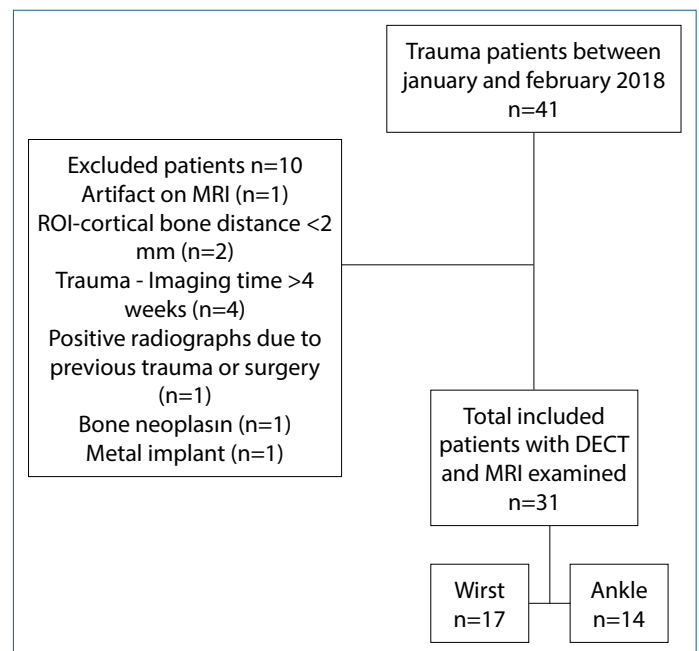 Trauma patients between
january and february 2018
n=41
Excluded patients n=10
Artifact on MRI (n=1)
ROI-cortical bone distance <2
mm (n=2)
Trauma - Imaging time >4
weeks (n=4)
Positive radiographs due to
previous trauma or surgery
(n=1)
Bone neoplasın (n=1)
Metal implant (n=1)
Total included
patients with DECT
and MRI examined
n=31
Wirst
n=17
Ankle
n=14